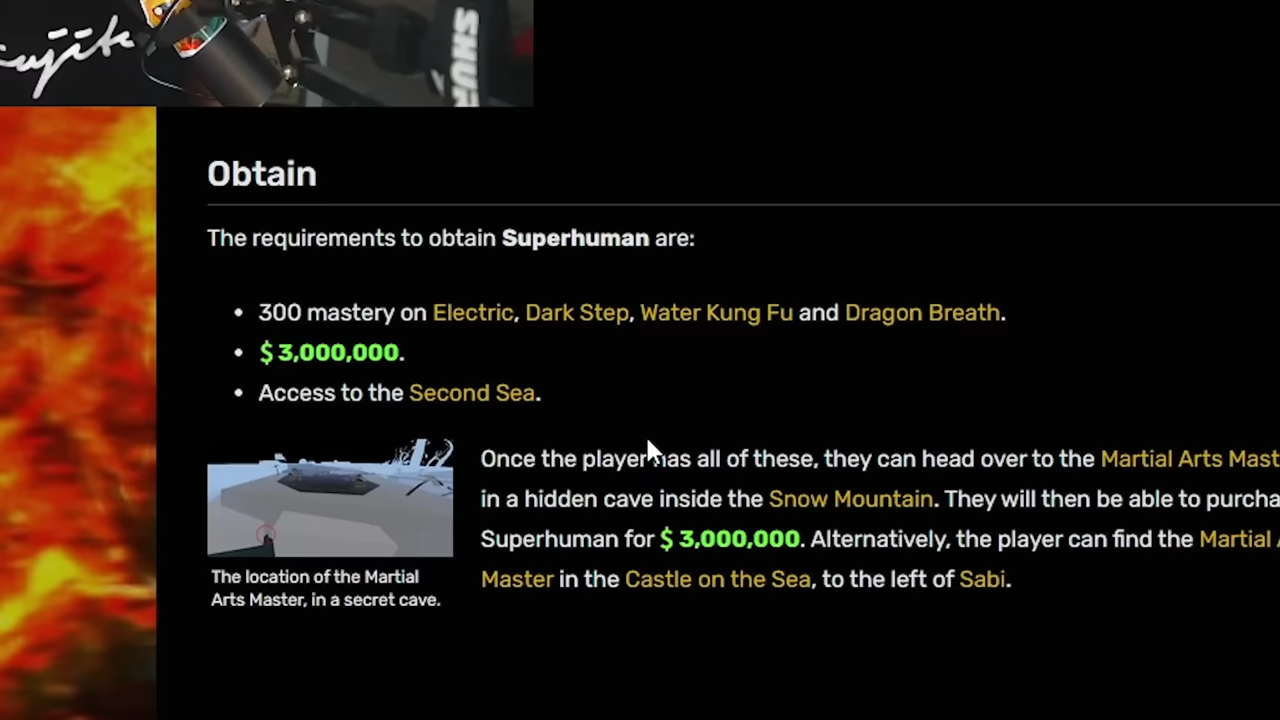 SHUR
Obtain
The requirements to obtain Superhuman are:
• 300 mastery on Electric, Dark Step, Water Kung Fu and Dragon Breath.
• $ 3,000,000.
• Access to the Second Sea.
Once the player has all of these, they can head over to the Martial Arts Mast
in a hidden cave inside the Snow Mountain. They will then be able to purcha
Superhuman for $ 3,000,000. Alternatively, the player can find the Martial A
Master in the Castle on the Sea, to the left of Sabi.
The location of the Martial
Arts Master, in a secret cave.